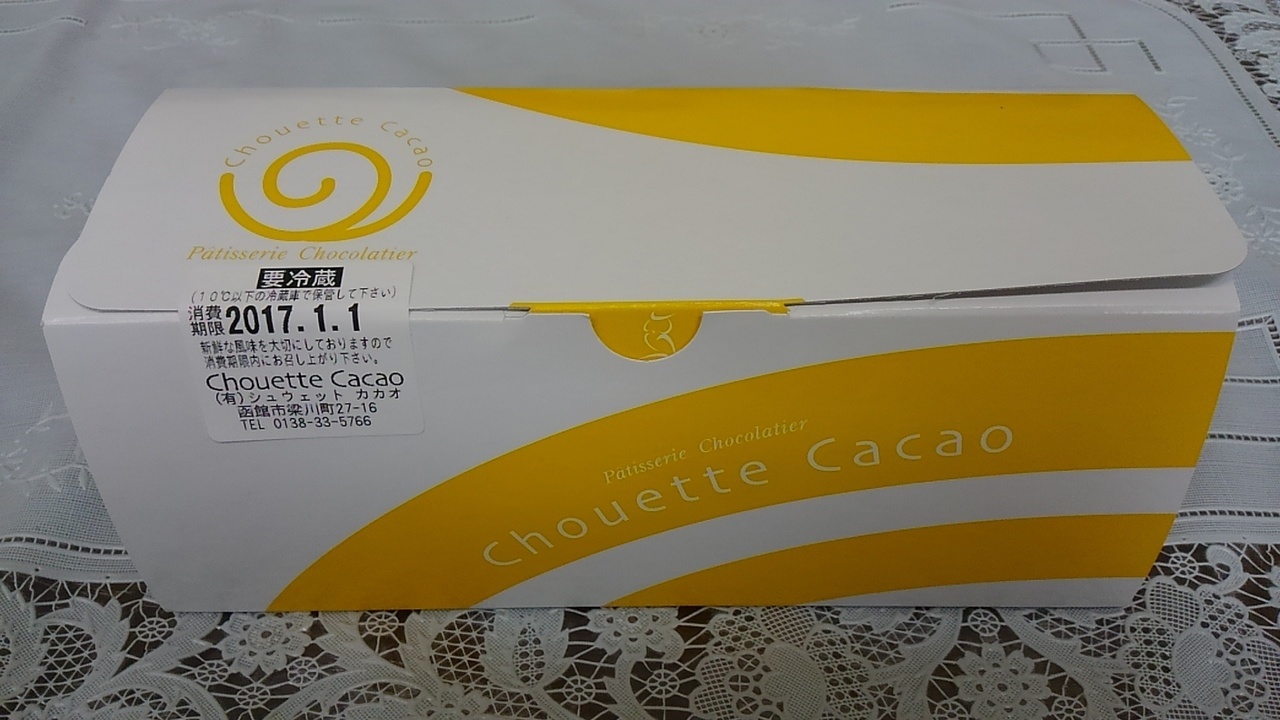 Chouette Cacao
Pâtisserie Chocolatier
要冷蔵
(10℃以下の冷蔵庫で保管して下さい)
消費
期限 2017.1.1
新鮮な風味を大切にしておりますので
消費期限内にお召し上がり下さい。
Chouette Cacao
(有)シュウェット カカオ
函館市梁川町27-16
TEL 0138-33-5766
Pâtisserie Chocolatier
Chouette Cacao